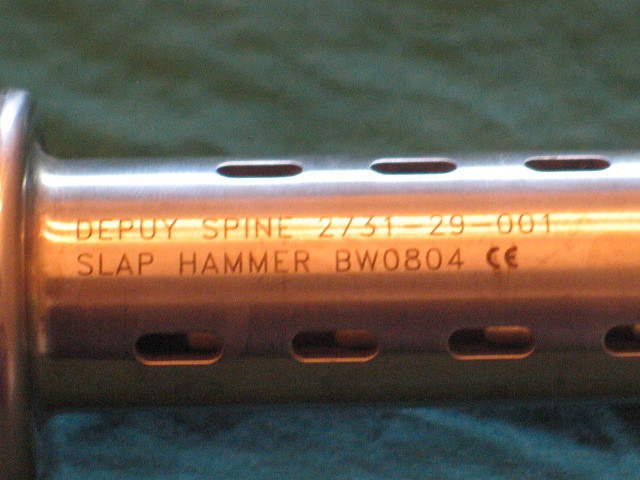 DEPUY SPINE 2731-29-001
SLAP HAMMER BW0804 CE